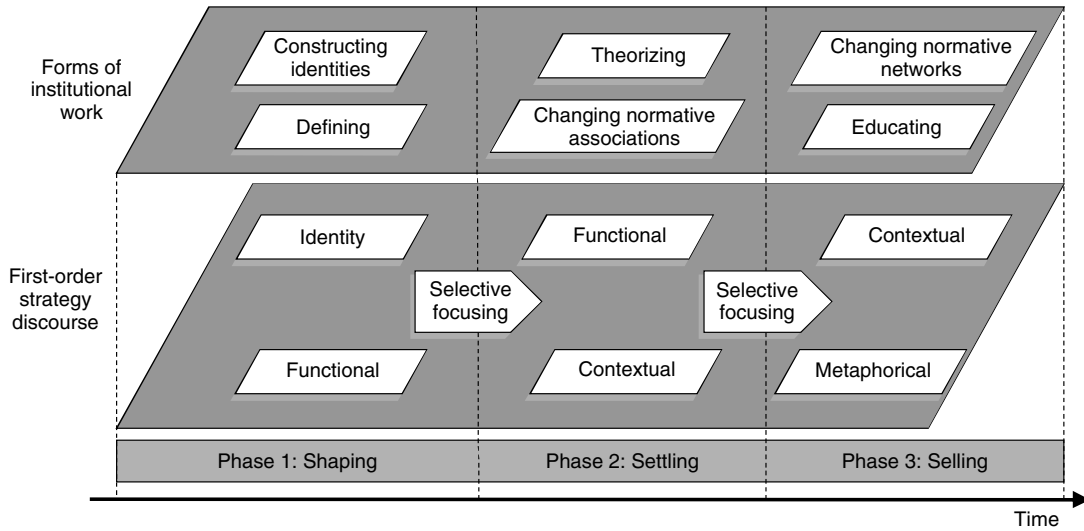 Forms of
institutional
work
Constructing
identities
Theorizing
Changing normative
networks
Defining
Changing normative
associations
Educating
First-order
strategy
discourse
Identity
Functional
Contextual
Selective
focusing
Selective
focusing
Functional
Contextual
Metaphorical
Phase 1: Shaping
Phase 2: Settling
Phase 3: Selling
Time